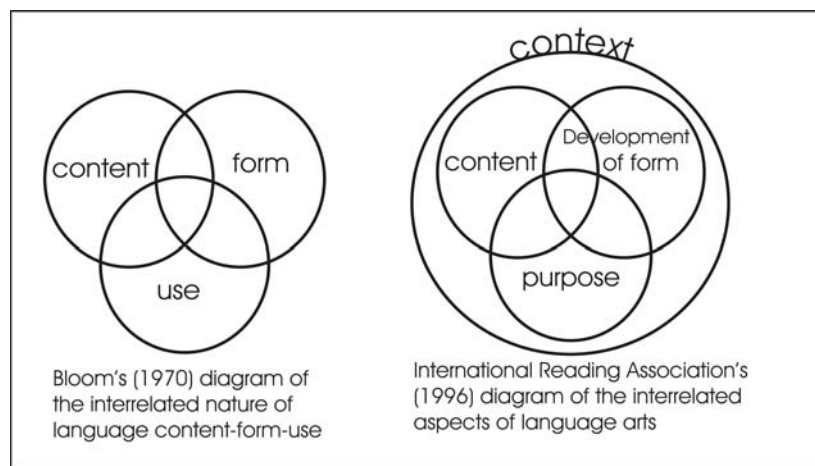 content
form
use
Bloom's (1970) diagram of
the interrelated nature of
language content-form-use
context
content
Development
of form
purpose
International Reading Association's
(1996) diagram of the interrelated
aspects of language arts